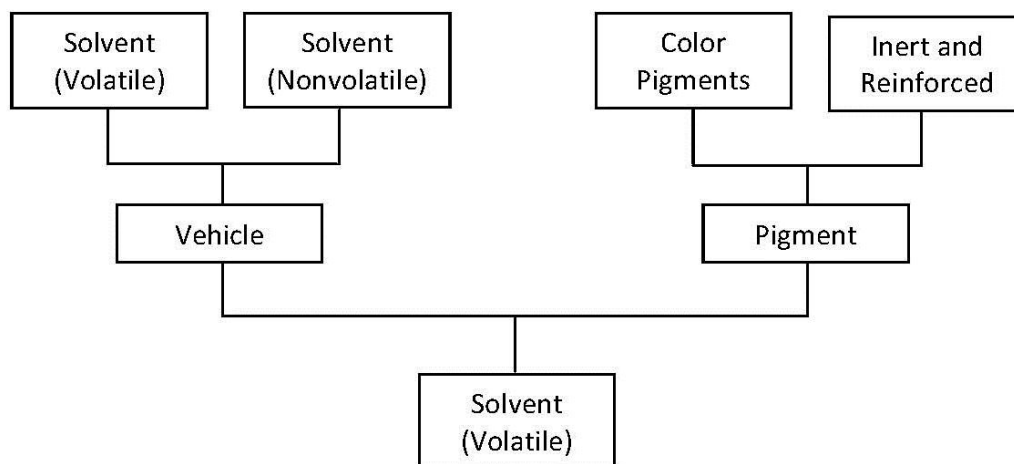 Solvent
(Volatile)
Solvent
(Nonvolatile)
Color
Pigments
Inert and
Reinforced
Vehicle
Pigment
Solvent
(Volatile)